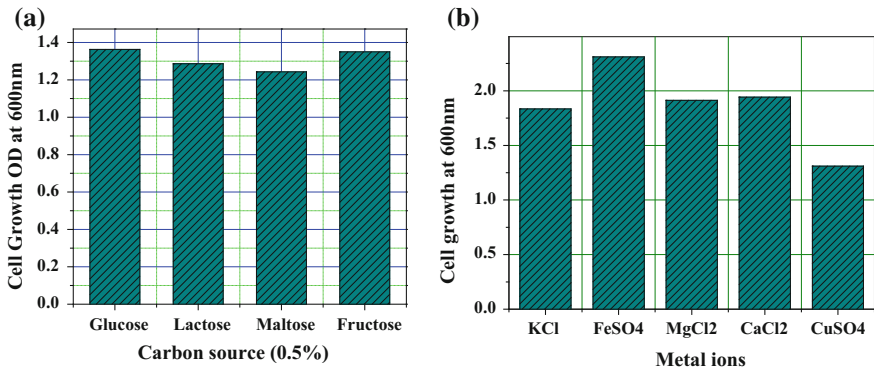 (a)
Cell Growth OD at 600nm
1.4
1.2
1.0
0.8
0.6
0.4
0.2
0.0
Glucose Lactose Maltose Fructose
Carbon source (0.5%)
(b)
Cell growth at 600nm
2.0
1.5
1.0
0.5
0.0
KCl FeSO4 MgCl2 CaCl2 CuSO4
Metal ions